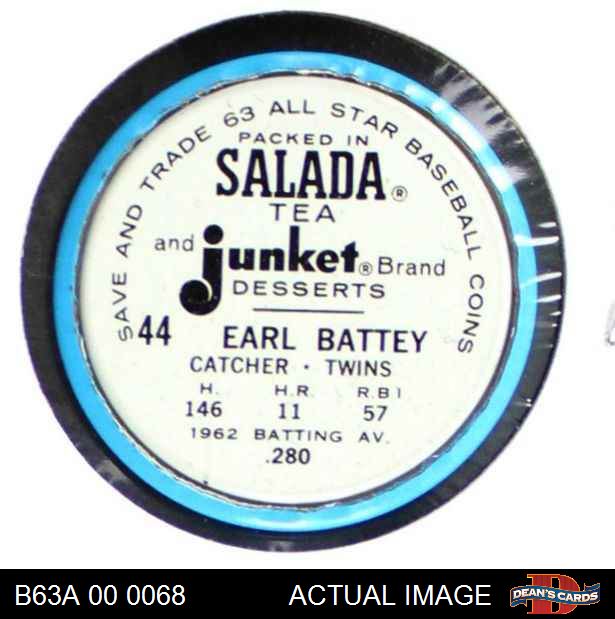 SAVE AND TRADE 63 ALL STAR BASEBALL COINS
PACKED IN
SALADA®
TEA
and junket® Brand
DESSERTS
44 EARL BATTEY
CATCHER · TWINS
H. H.R. R.B I
146 11 57
1962 BATTING AV.
.280
B63A 00 0068 ACTUAL IMAGE D DEAN'S CARDS